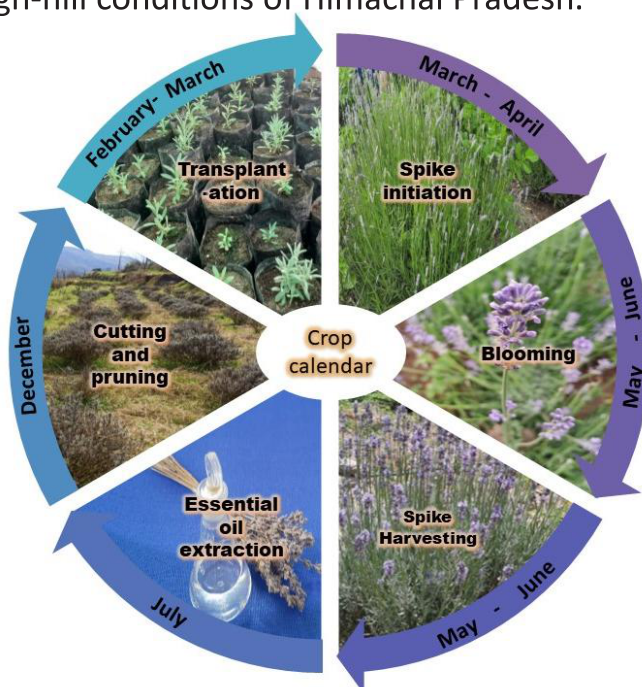 gh-hill conditions of Himachal Pradesh.
February- March
Transplant
-ation
March - April
Spike
initiation
May - June
Blooming
May - June
Spike
Harvesting
July
Essential
oil
extraction
December
Cutting
and
pruning
Crop
calendar